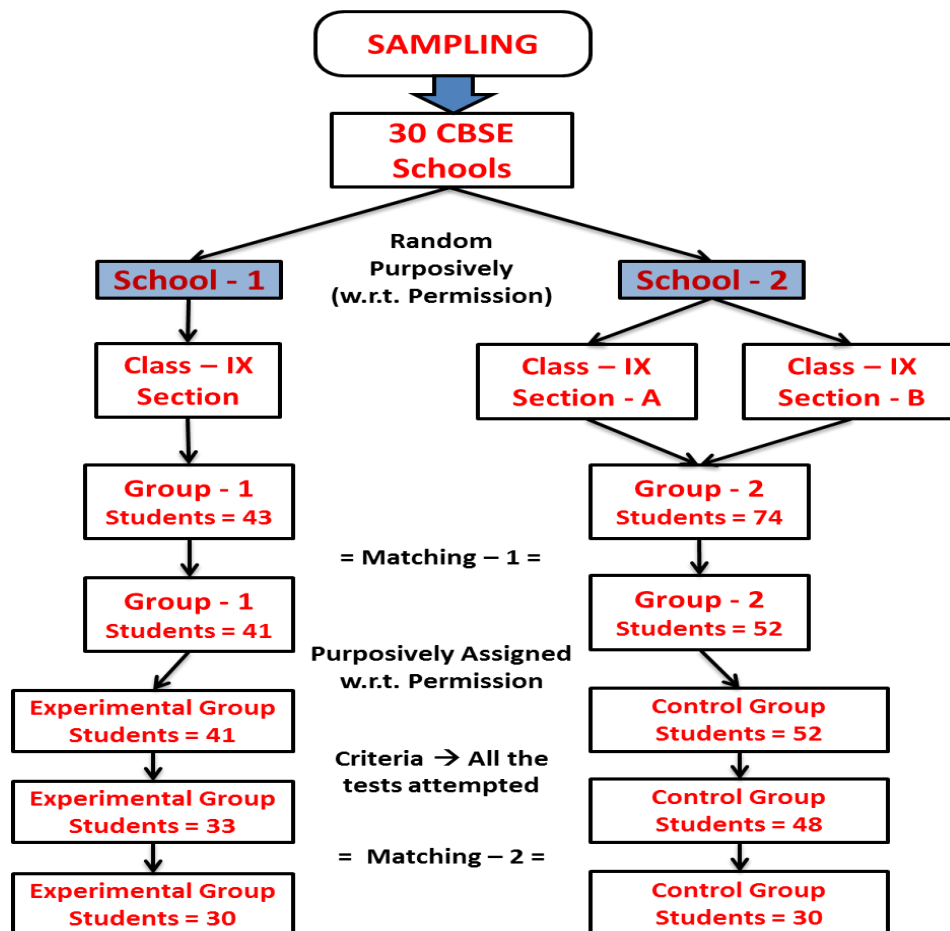 SAMPLING
30 CBSE
Schools
Random
Purposively
(w.r.t. Permission)
School - 1
School - 2
Class – IX
Section
Class – IX
Section - A
Class – IX
Section - B
Group - 1
Students = 43
Group - 2
Students = 74
= Matching – 1 =
Group - 1
Students = 41
Group - 2
Students = 52
Purposively Assigned
w.r.t. Permission
Experimental Group
Students = 41
Control Group
Students = 52
Criteria → All the
tests attempted
Experimental Group
Students = 33
Control Group
Students = 48
= Matching – 2 =
Experimental Group
Students = 30
Control Group
Students = 30